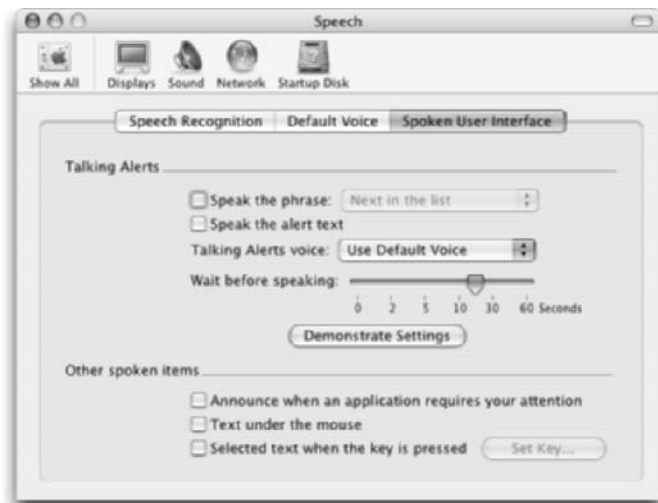 Speech
Show All Displays Sound Network Startup Disk
Speech Recognition Default Voice Spoken User Interface
Talking Alerts
Speak the phrase: Next in the list
Speak the alert text
Talking Alerts voice: Use Default Voice
Wait before speaking:
0 2 5 10 30 60 Seconds
Demonstrate Settings
Other spoken items
Announce when an application requires your attention
Text under the mouse
Selected text when the key is pressed Set Key...